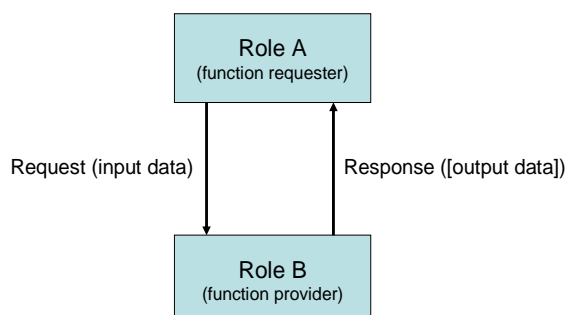 Role A
(function requester)
Request (input data)
Response ([output data])
Role B
(function provider)